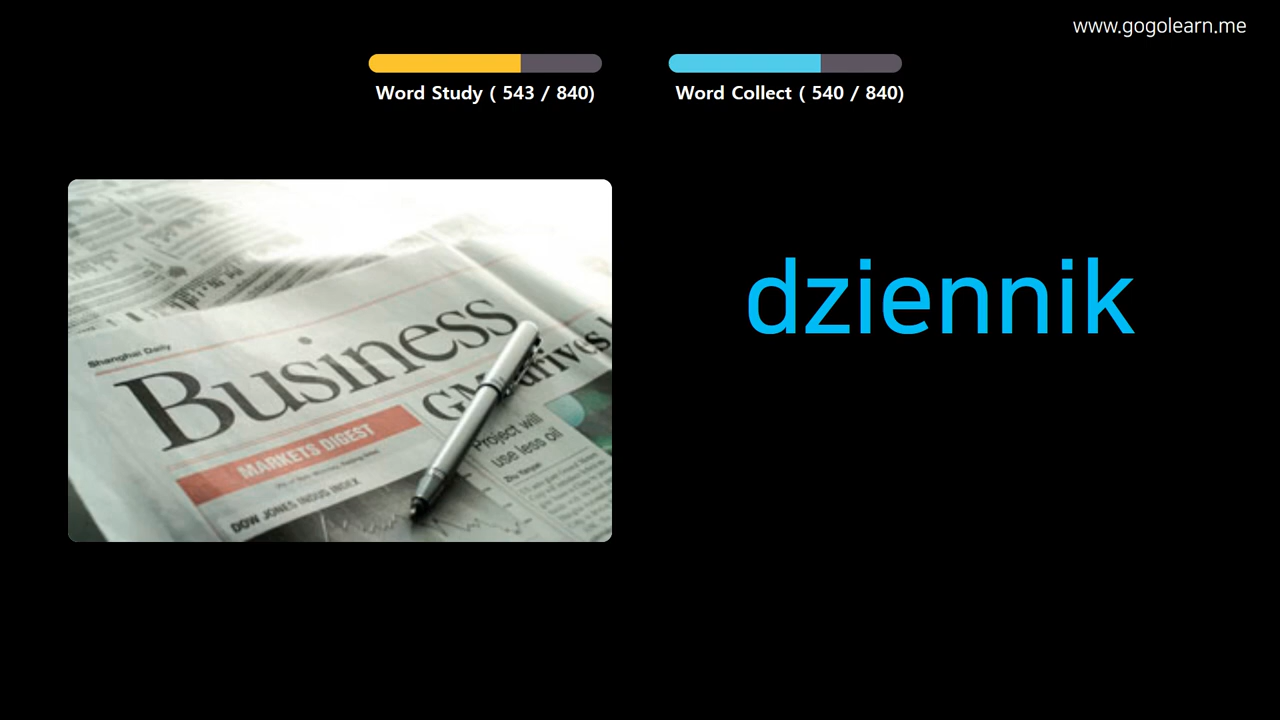 www.gogolearn.me
Word Study ( 543 / 840)
Word Collect ( 540 / 840)
Shanghai Daily
Business
MARKETS DIGEST
DOW JONES INDUS INDEX
GM drives
Project will
use less oil
dziennik